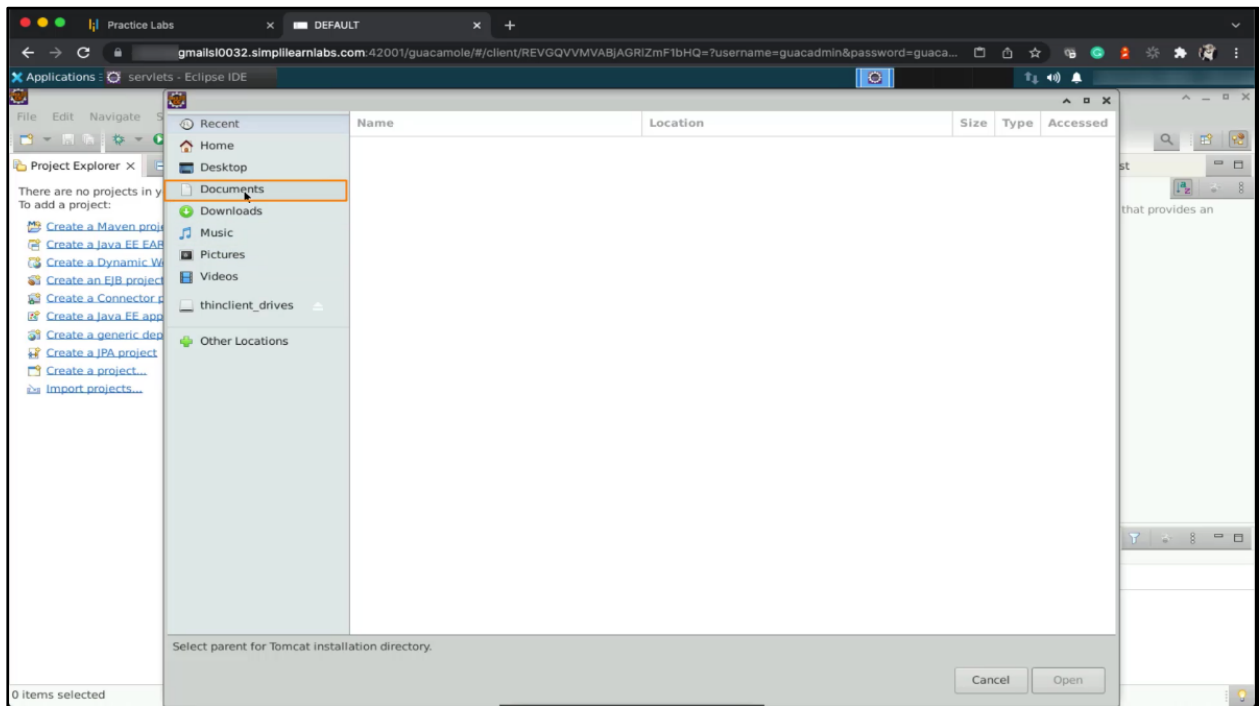 Practice Labs
DEFAULT
gmailsl0032.simplilearnlabs.com:42001/guacamole/#/client/REVGQVVMVABjAGRlZmF1bHQ=?username=guacadmin&password=guaca...
Applications : servlets - Eclipse IDE
File Edit Navigate S
Project Explorer
There are no projects in y
To add a project:
Create a Maven proje
Create a Java EE EAR
Create a Dynamic We
Create an EJB project
Create a Connector p
Create a Java EE app
Create a generic dep
Create a JPA project
Create a project...
Import projects...
Recent
Home
Desktop
Documents
Downloads
Music
Pictures
Videos
thinclient_drives
Other Locations
Name Location Size Type Accessed
st
that provides an
Select parent for Tomcat installation directory.
Cancel Open
0 items selected